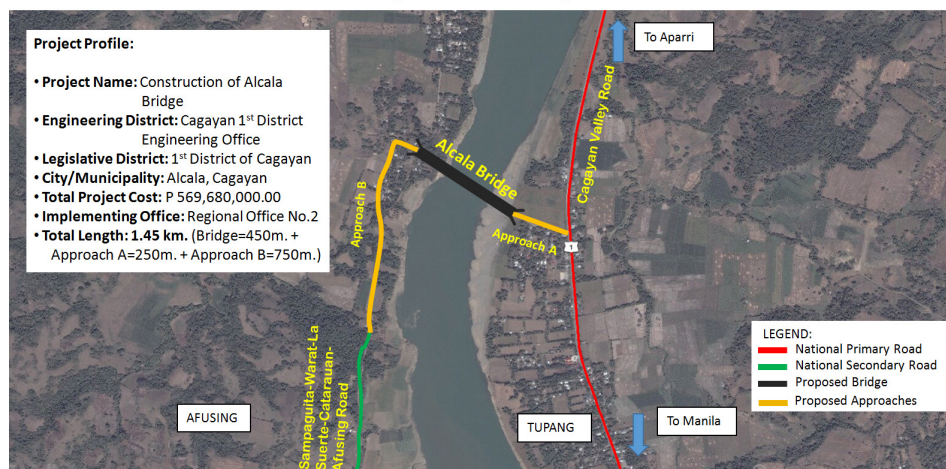 Project Profile:
• Project Name: Construction of Alcala
Bridge
• Engineering District: Cagayan 1st District
Engineering Office
• Legislative District: 1st District of Cagayan
• City/Municipality: Alcala, Cagayan
• Total Project Cost: P 569,680,000.00
• Implementing Office: Regional Office No.2
• Total Length: 1.45 km. (Bridge=450m. +
Approach A=250m. + Approach B=750m.)
To Aparri
Cagayan Valley Road
Alcala Bridge
Approach B
Approach A
1
LEGEND:
National Primary Road
National Secondary Road
Proposed Bridge
Proposed Approaches
Sampaguita-Warat-La
Suerte-Catarauan-
Afusing Road
AFUSING
TUPANG
To Manila